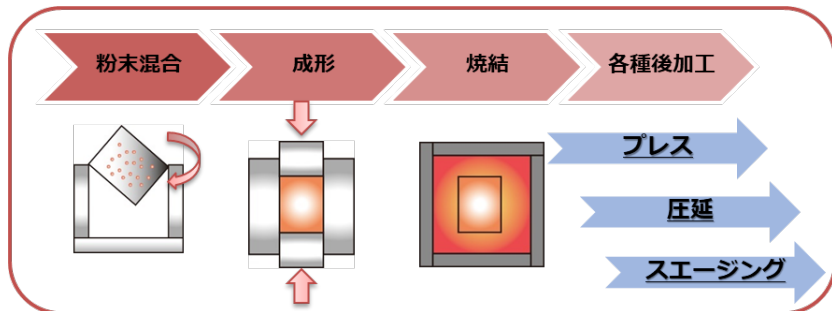 粉末混合
成形
焼結
各種後加工
プレス
圧延
スエージング